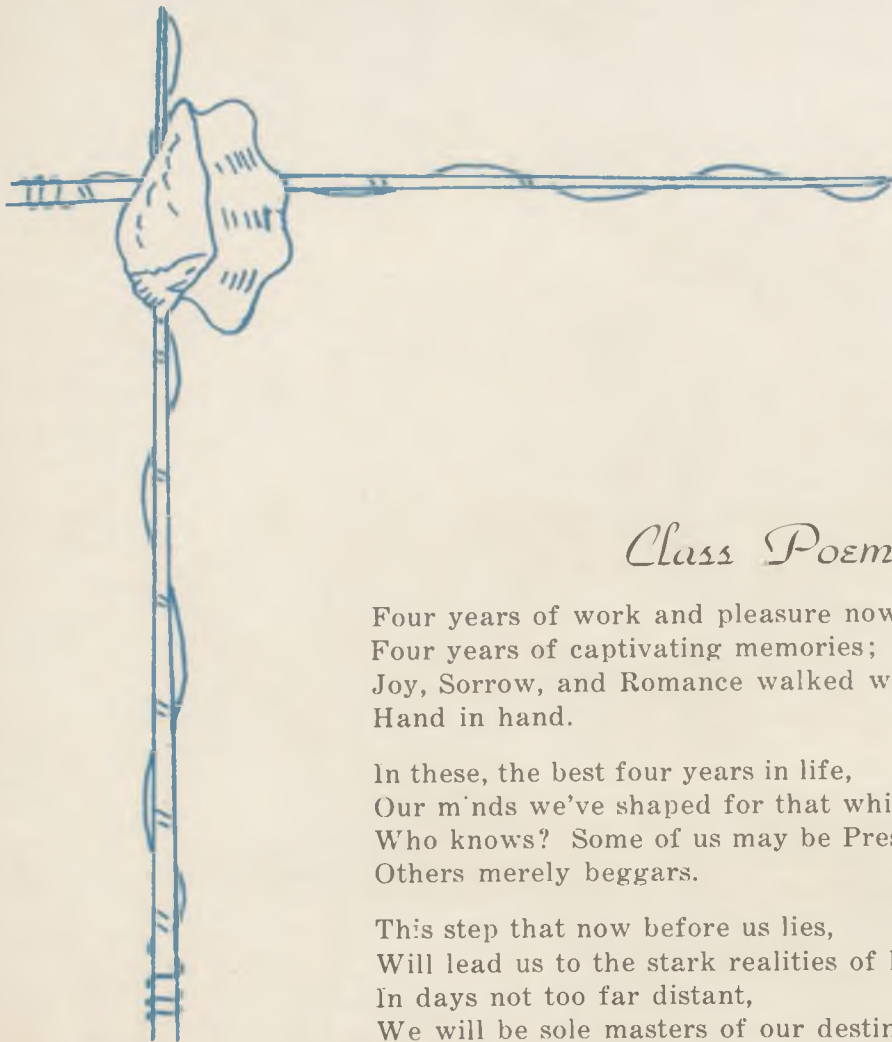 Class Poem
Four years of work and pleasure now
Four years of captivating memories;
Joy, Sorrow, and Romance walked w
Hand in hand.
In these, the best four years in life,
Our m'nds we've shaped for that whi
Who knows? Some of us may be Pres
Others merely beggars.
This step that now before us lies,
Will lead us to the stark realities of
In days not too far distant,
We will be sole masters of our destin